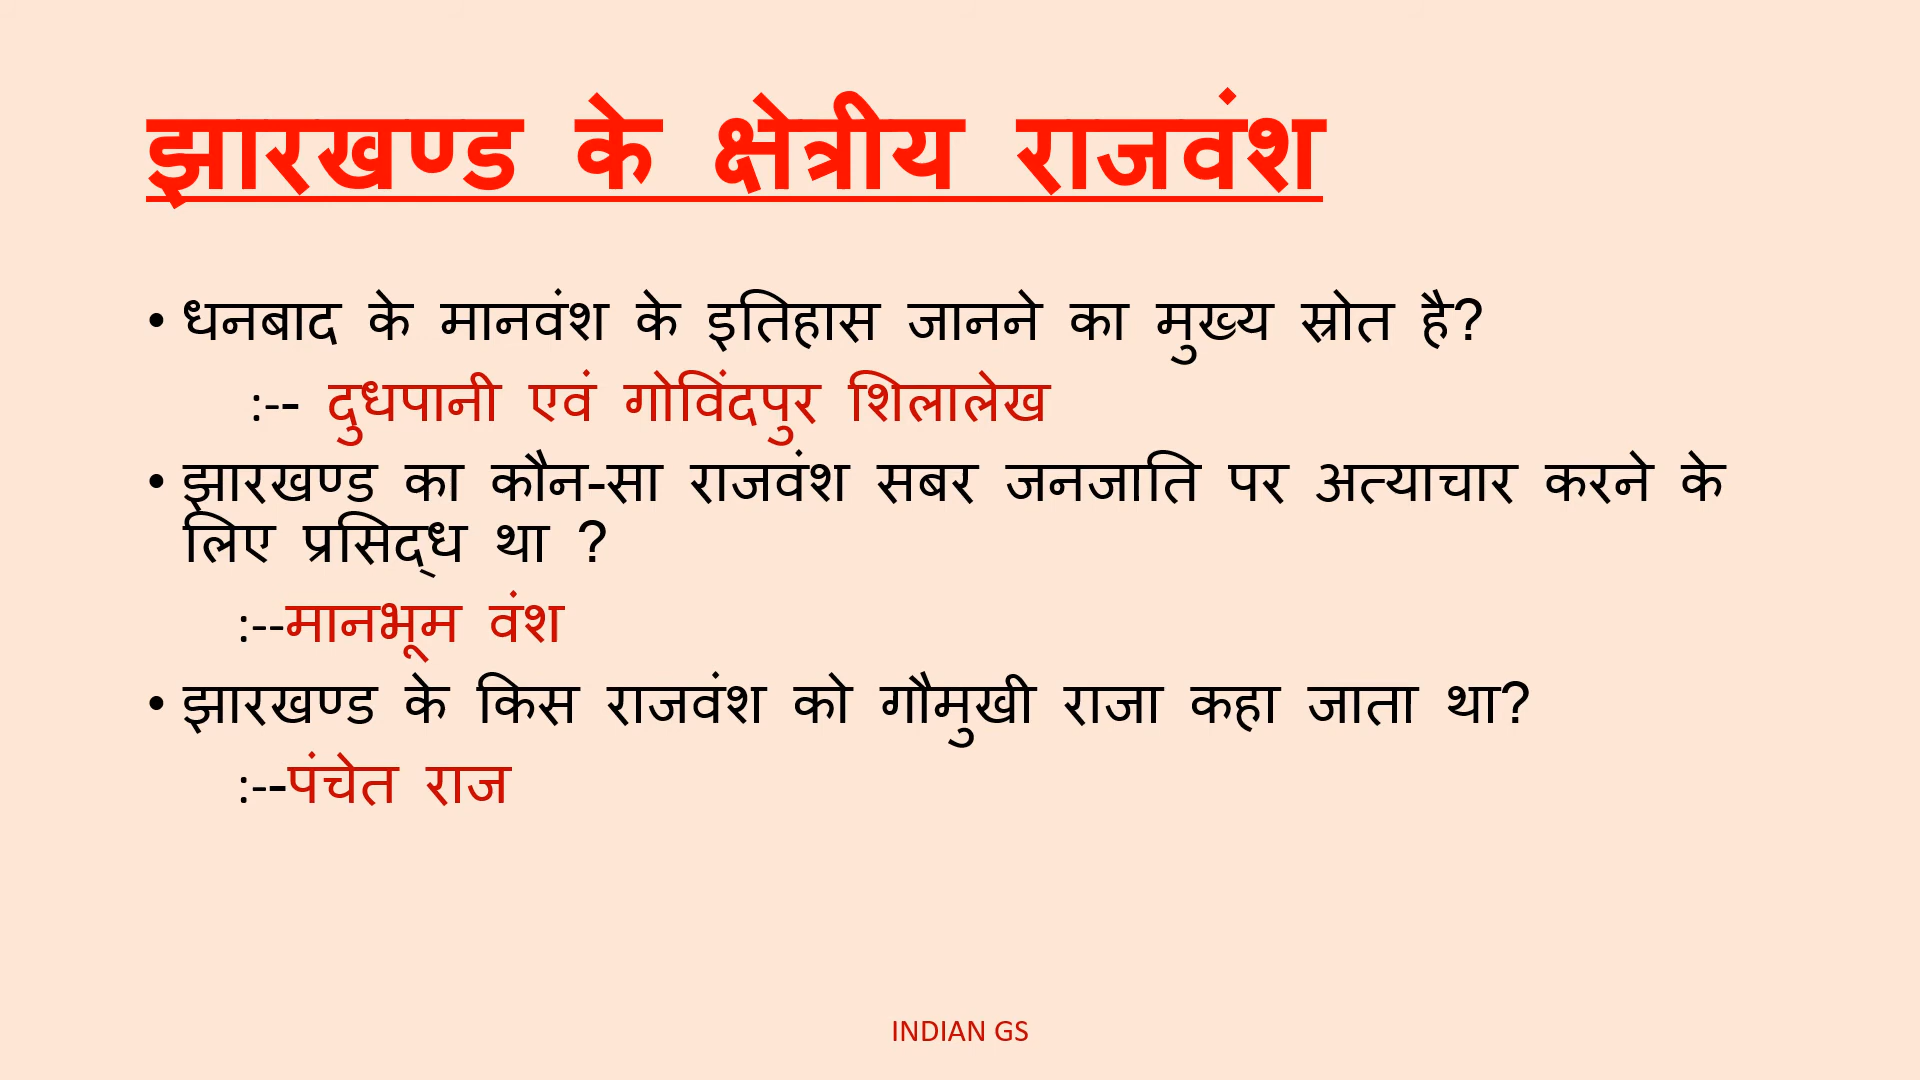 झारखण्ड के क्षेत्रीय राजवंश
• धनबाद के मानवंश के इतिहास जानने का मुख्य स्रोत है?
:-- दुधपानी एवं गोविंदपुर शिलालेख
• झारखण्ड का कौन-सा राजवंश सबर जनजाति पर अत्याचार करने के
लिए प्रसिद्ध था ?
:--मानभूम वंश
• झारखण्ड के किस राजवंश को गौमुखी राजा कहा जाता था?
:--पंचेत राज
INDIAN GS